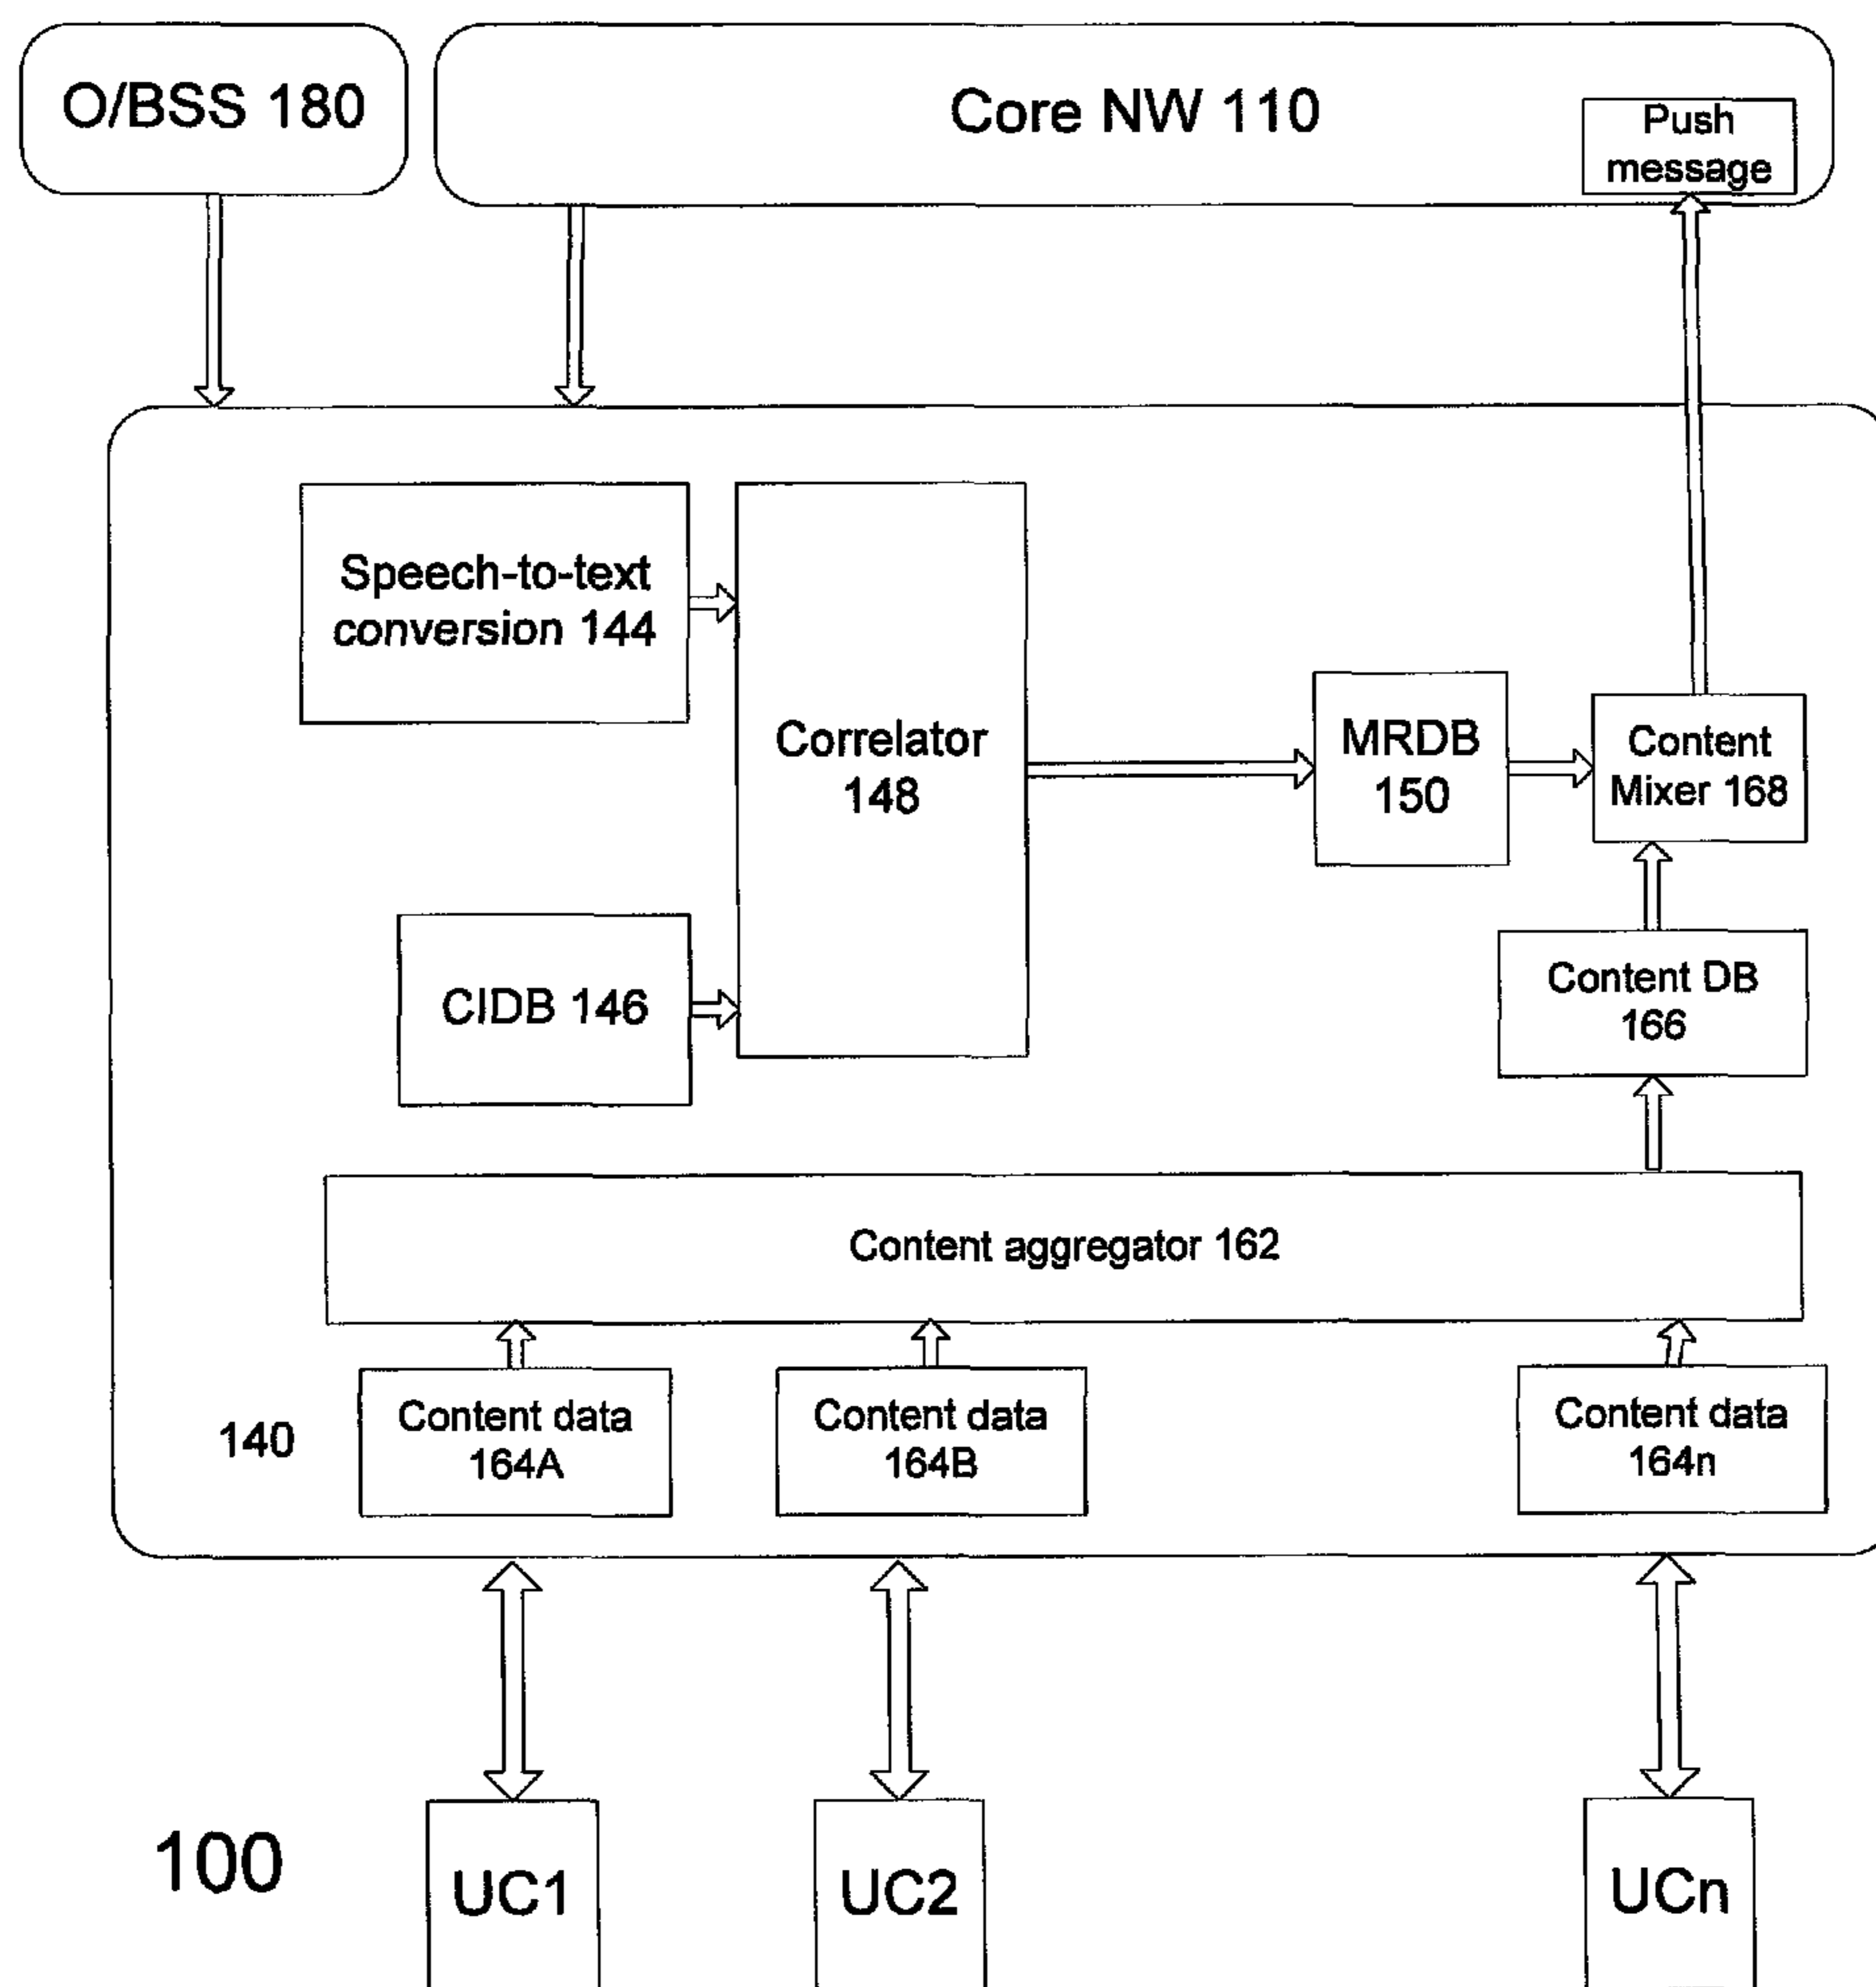 O/BSS 180
Core NW 110
Push
message
Speech-to-text
conversion 144
Correlator
148
MRDB
150
Content
Mixer 168
CIDB 146
Content DB
166
Content aggregator 162
140
Content data
164A
Content data
164B
Content data
164n
100
UC1
UC2
UCn